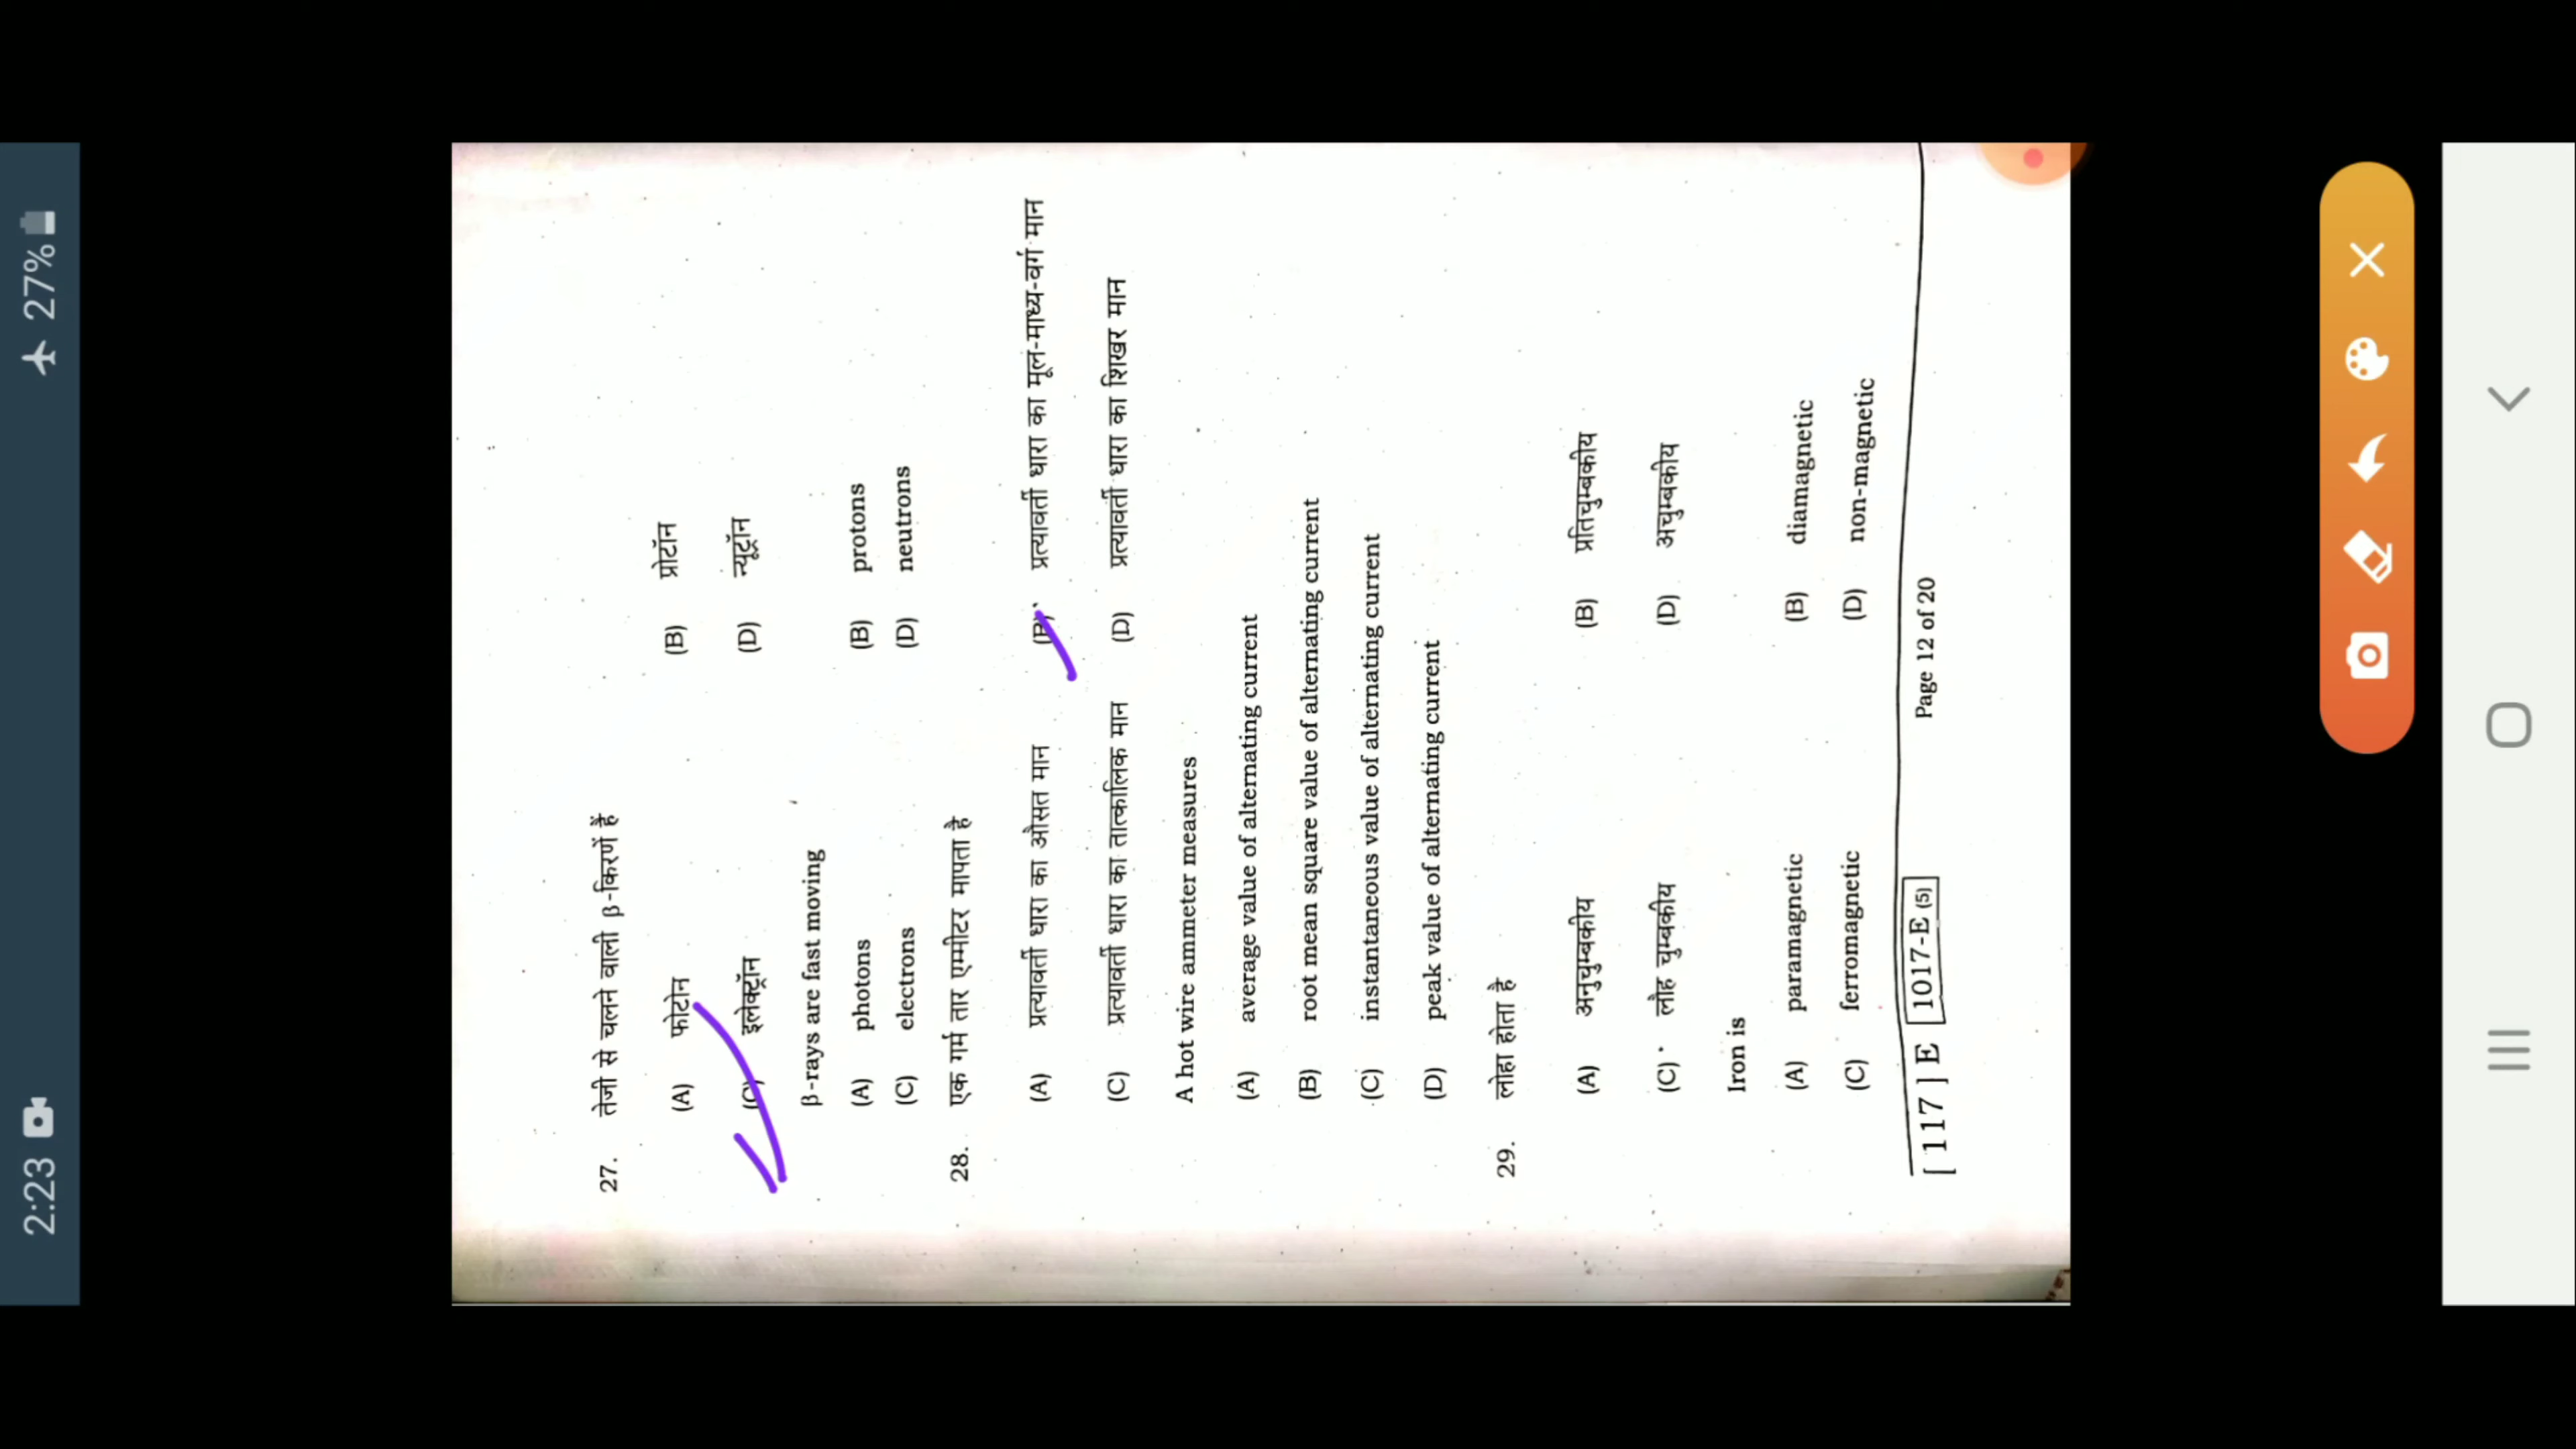 2:23
27%
27. तेजी से चलने वाली β-किरणें हैं
(A) फोटोन (B) प्रोटॉन
(C) इलेक्ट्रॉन (D) न्यूट्रॉन
β-rays are fast moving
(A) photons (B) protons
(C) electrons (D) neutrons
28. एक गर्म तार एम्मीटर मापता है
(A) प्रत्यावर्ती धारा का औसत मान (B) प्रत्यावर्ती धारा का मूल-माध्य-वर्ग मान
(C) प्रत्यावर्ती धारा का तात्कालिक मान (D) प्रत्यावर्ती धारा का शिखर मान
A hot wire ammeter measures
(A) average value of alternating current
(B) root mean square value of alternating current
(C) instantaneous value of alternating current
(D) peak value of alternating current
29. लोहा होता है
(A) अनुचुम्बकीय (B) प्रतिचुम्बकीय
(C) लौह चुम्बकीय (D) अचुम्बकीय
Iron is
(A) paramagnetic (B) diamagnetic
(C) ferromagnetic (D) non-magnetic
[ 117 ] E 1017-E (5) Page 12 of 20